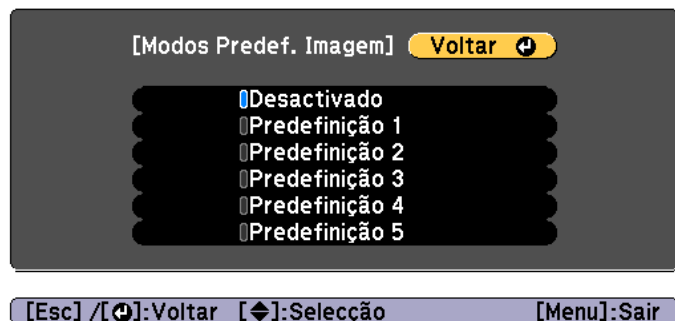 [Modos Predef. Imagem] Voltar
Desactivado
Predefinição 1
Predefinição 2
Predefinição 3
Predefinição 4
Predefinição 5
[Esc] /[⏎]:Voltar [◆]:Selecção [Menu]:Sair